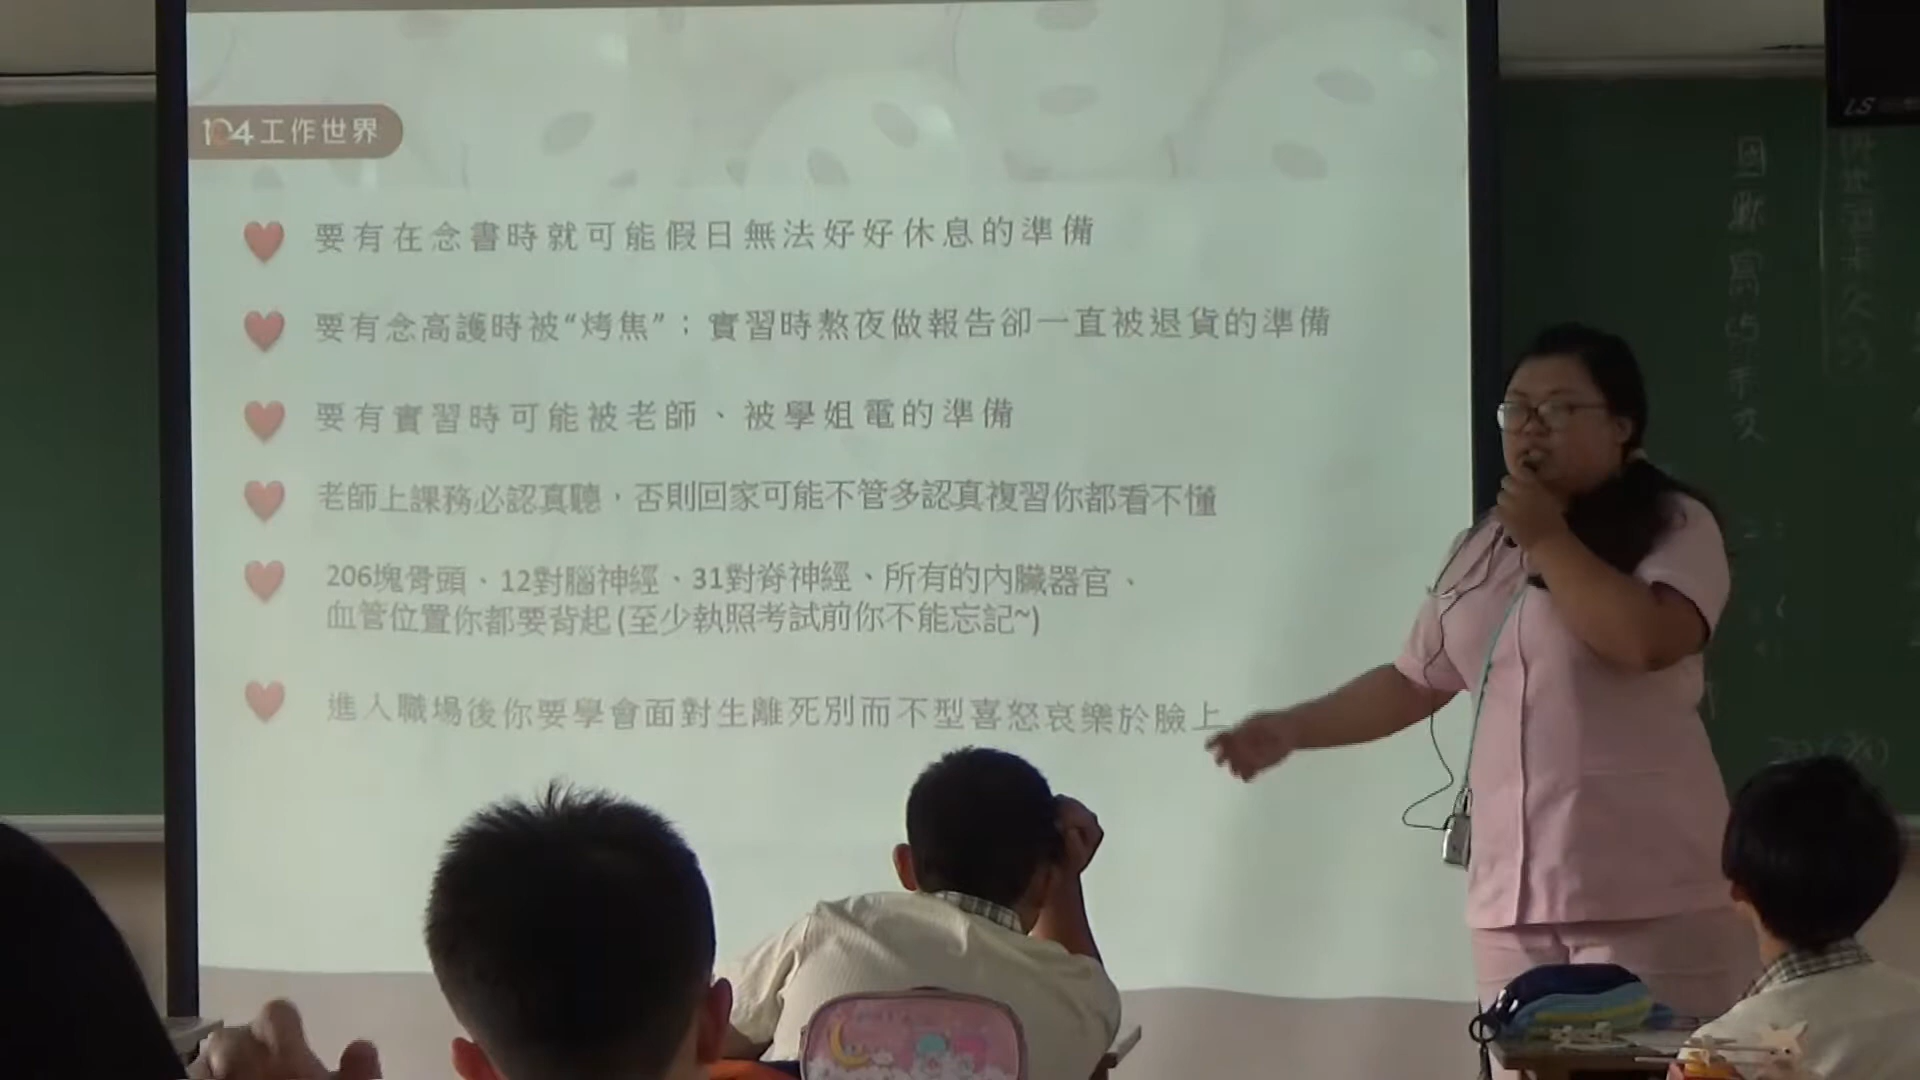 104工作世界
要有在念書時就可能假日無法好好休息的準備
要有念高護時被“烤焦”；實習時熬夜做報告卻一直被退貨的準備
要有實習時可能被老師、被學姐電的準備
老師上課務必認真聽，否則回家可能不管多認真複習你都看不懂
206塊骨頭、12對腦神經、31對脊神經、所有的內臟器官、
血管位置你都要背起(至少執照考試前你不能忘記~)
進入職場後你要學會面對生離死別而不型喜怒哀樂於臉上